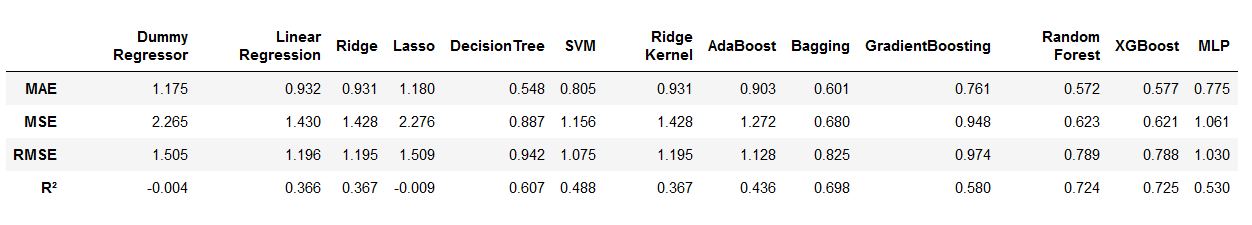 Dummy Regressor Linear Regression Ridge Lasso DecisionTree SVM Ridge Kernel AdaBoost Bagging GradientBoosting Random Forest XGBoost MLP
MAE 1.175 0.932 0.931 1.180 0.548 0.805 0.931 0.903 0.601 0.761 0.572 0.577 0.775
MSE 2.265 1.430 1.428 2.276 0.887 1.156 1.428 1.272 0.680 0.948 0.623 0.621 1.061
RMSE 1.505 1.196 1.195 1.509 0.942 1.075 1.195 1.128 0.825 0.974 0.789 0.788 1.030
R² -0.004 0.366 0.367 -0.009 0.607 0.488 0.367 0.436 0.698 0.580 0.724 0.725 0.530